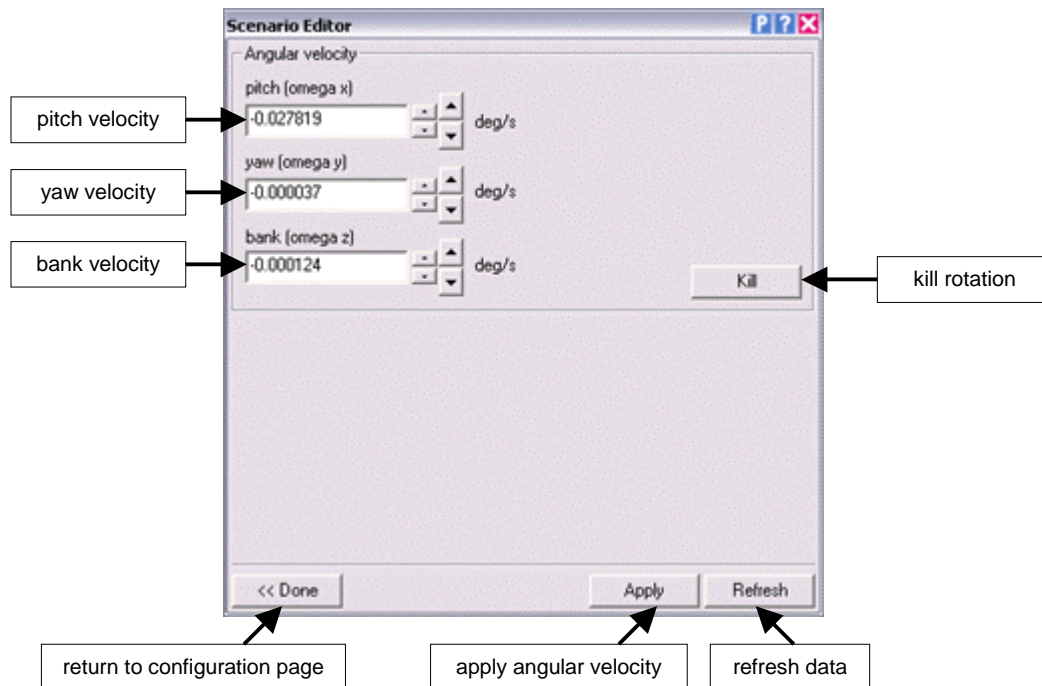 Scenario Editor
P ? X
Angular velocity
pitch (omega x)
pitch velocity
-0.027819
deg/s
yaw (omega y)
yaw velocity
-0.000037
deg/s
bank (omega z)
bank velocity
-0.000124
deg/s
Kill
kill rotation
<< Done
Apply
Refresh
return to configuration page
apply angular velocity
refresh data